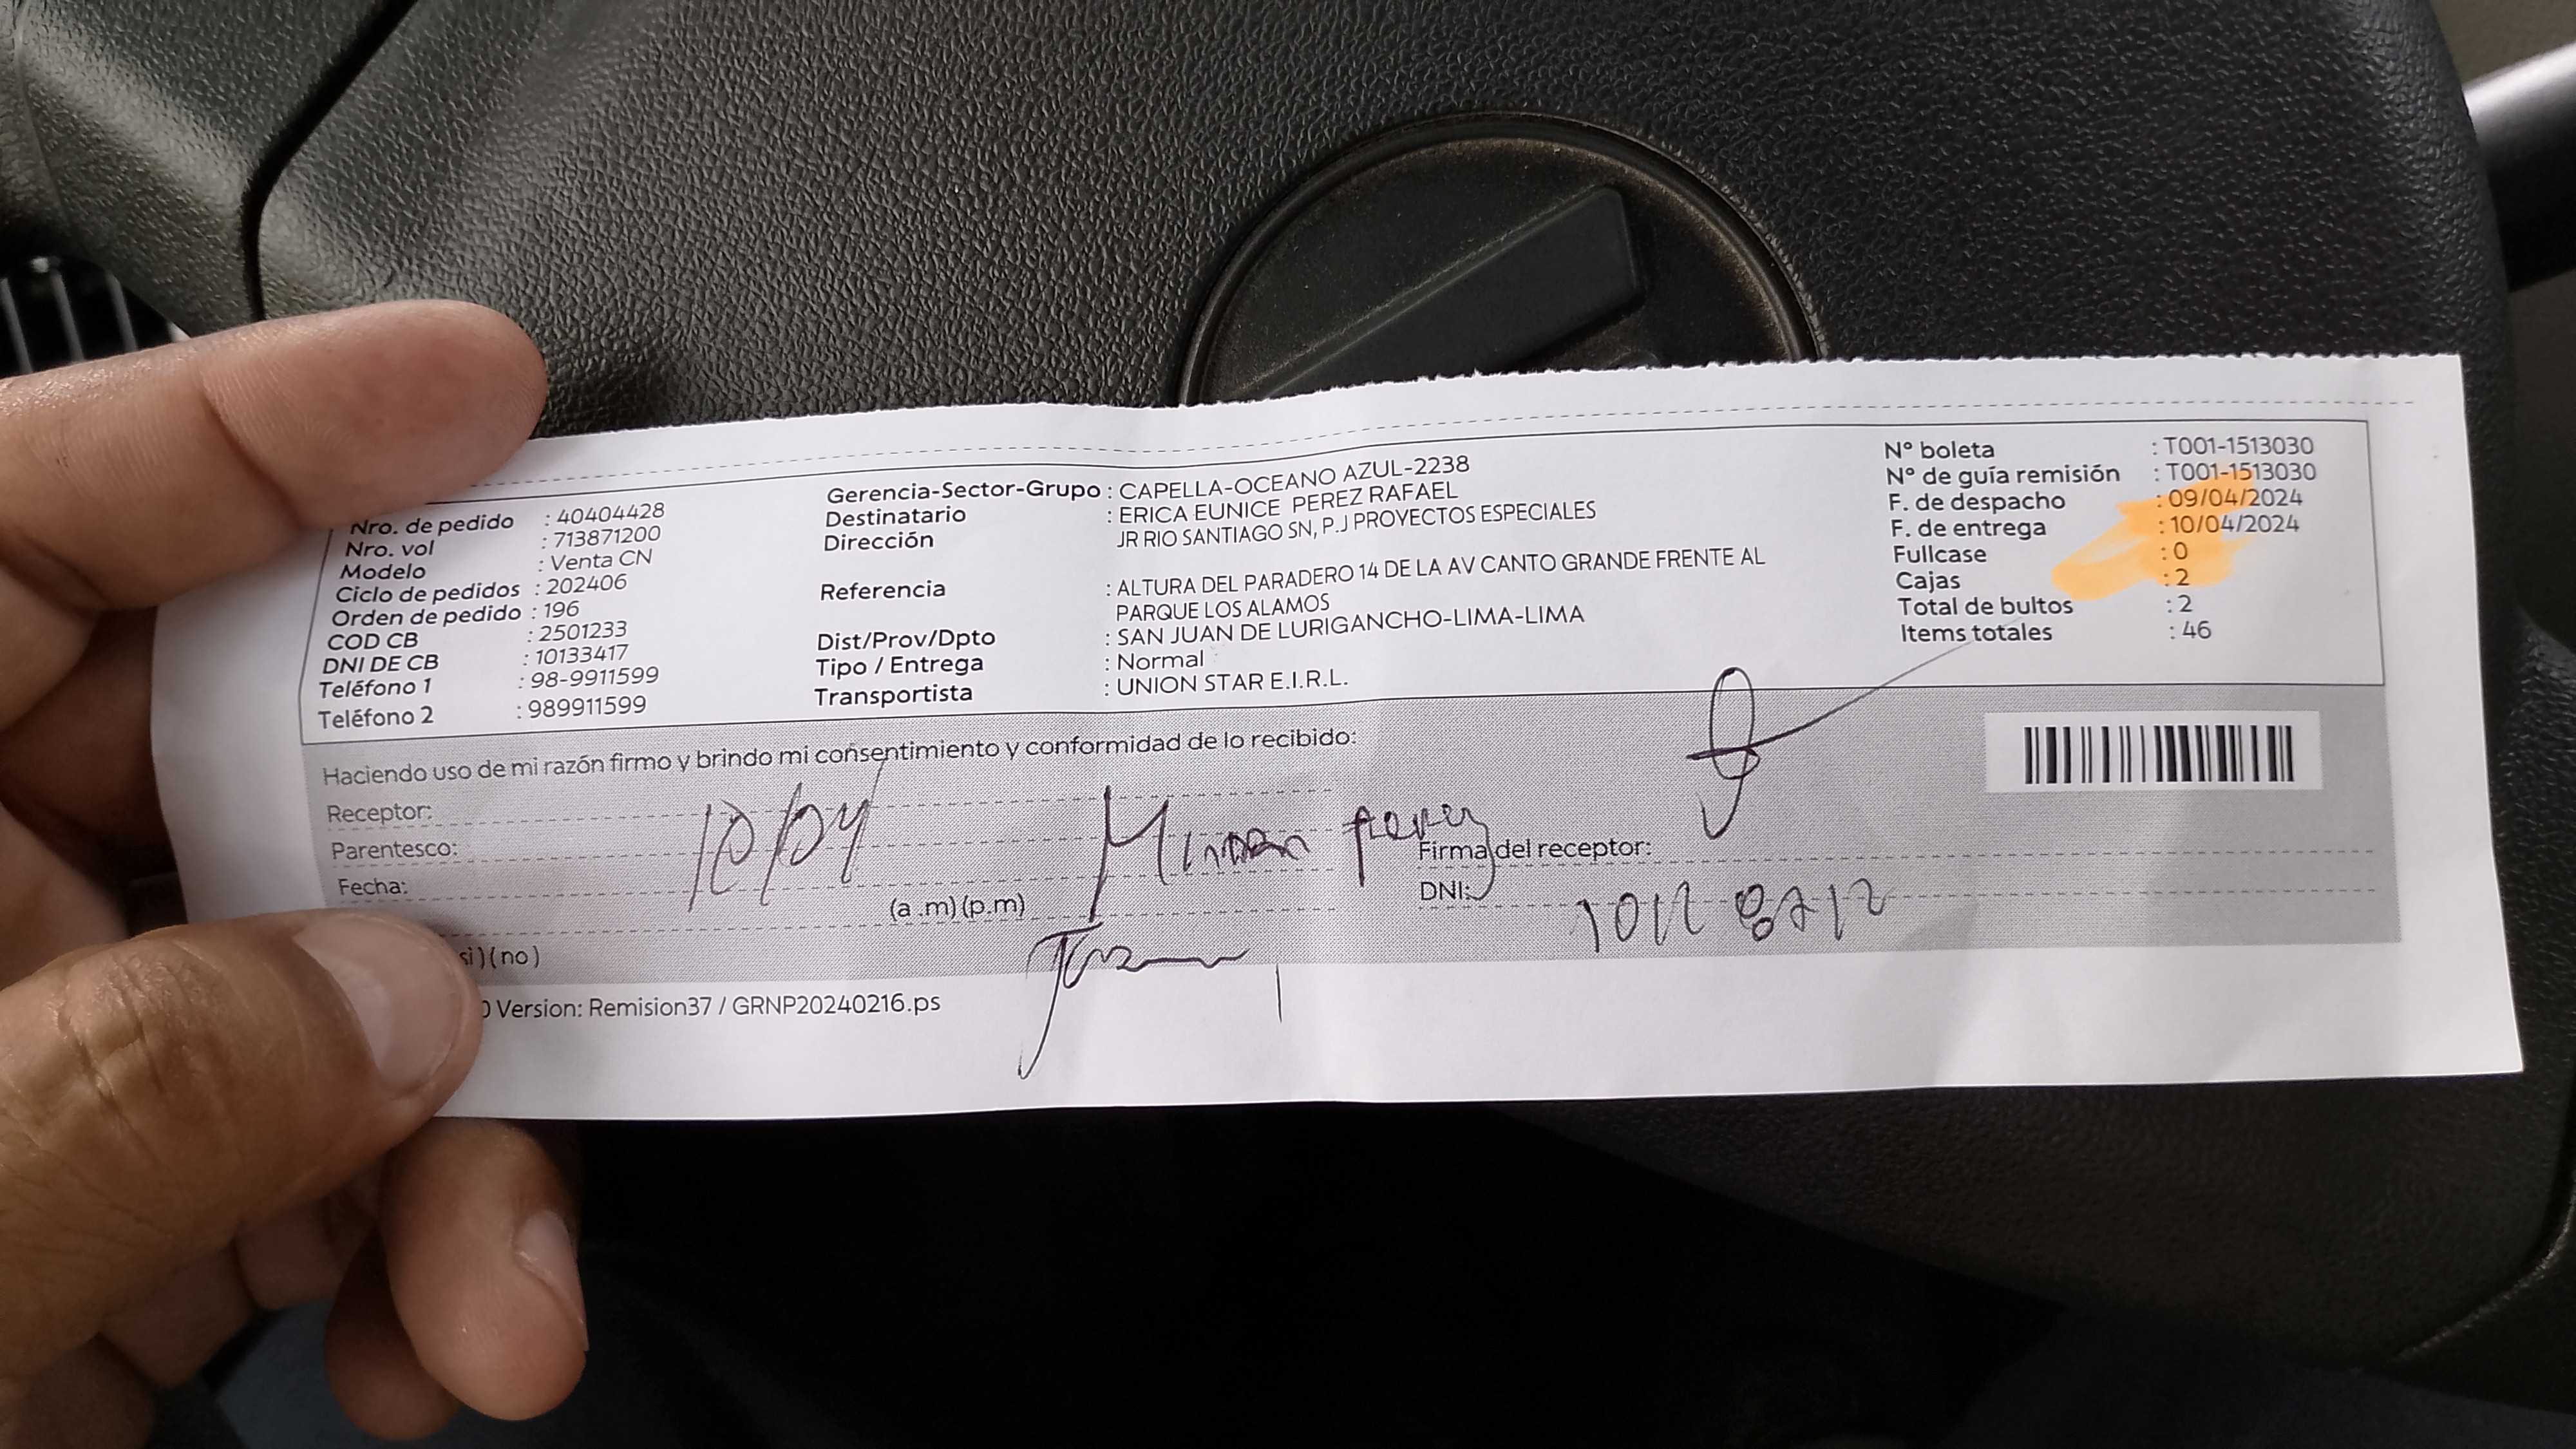 Nro. de pedido : 40404428
Nro. vol : 713871200
Modelo : Venta CN
Ciclo de pedidos : 202406
Orden de pedido : 196
COD CB : 2501233
DNI DE CB : 10133417
Teléfono 1 : 98-9911599
Teléfono 2 : 989911599
Gerencia-Sector-Grupo : CAPELLA-OCEANO AZUL-2238
Destinatario : ERICA EUNICE PEREZ RAFAEL
Dirección JR RIO SANTIAGO SN, P.J PROYECTOS ESPECIALES
Referencia : ALTURA DEL PARADERO 14 DE LA AV CANTO GRANDE FRENTE AL
PARQUE LOS ALAMOS
Dist/Prov/Dpto : SAN JUAN DE LURIGANCHO-LIMA-LIMA
Tipo / Entrega : Normal
Transportista : UNION STAR E.I.R.L.
N° boleta : T001-1513030
N° de guía remisión : T001-1513030
F. de despacho : 09/04/2024
F. de entrega : 10/04/2024
Fullcase : 0
Cajas : 2
Total de bultos : 2
Items totales : 46
Haciendo uso de mi razón firmo y brindo mi consentimiento y conformidad de lo recibido:
Receptor:
Parentesco:
Fecha: 10/04
(a .m)(p.m)
perez
Firma del receptor:
DNI:
si)(no)
Version: Remision37 / GRNP20240216.ps